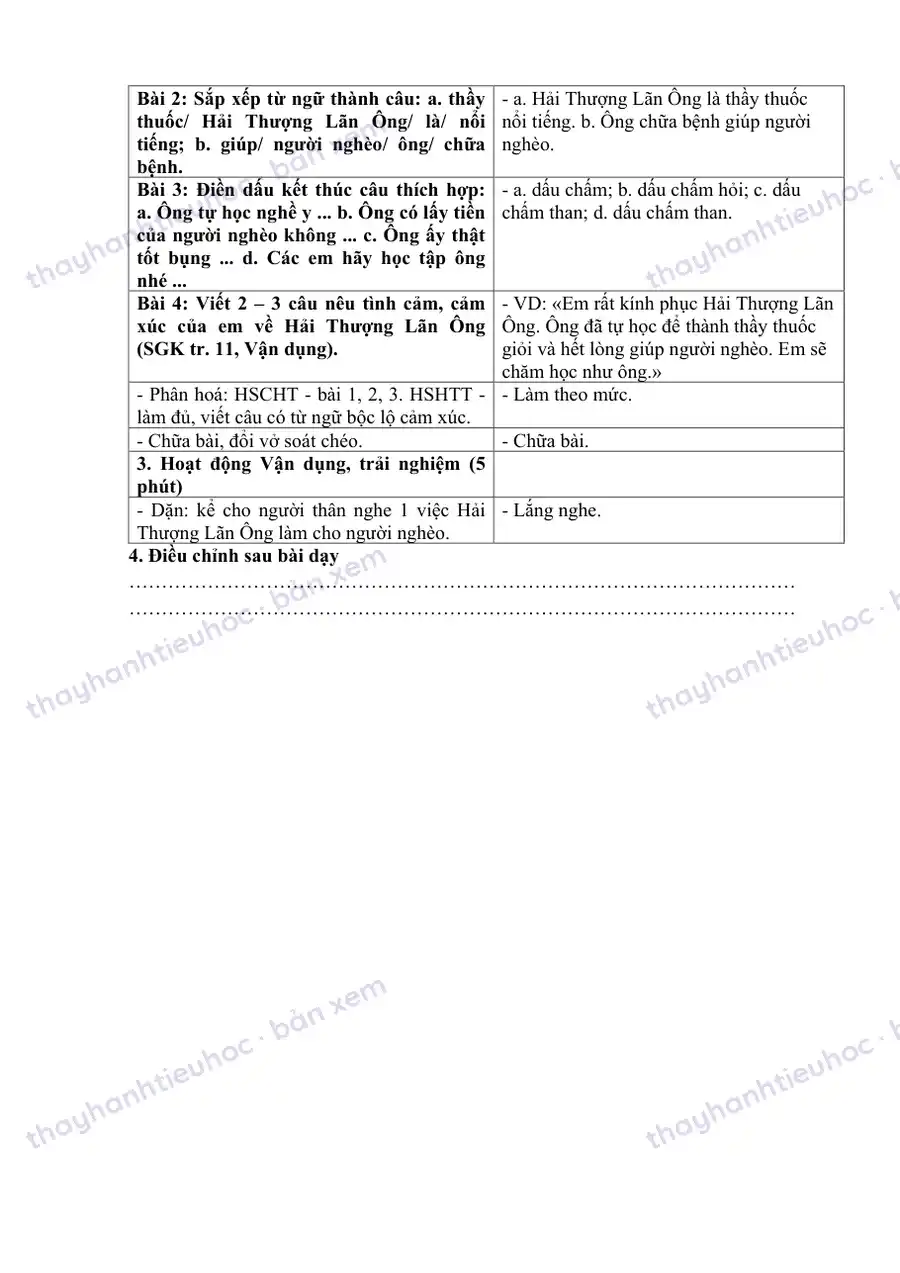 Bài 2: Sắp xếp từ ngữ thành câu: a. thầy
thuốc/ Hải Thượng Lãn Ông/ là/ nổi
tiếng; b. giúp/ người nghèo/ ông/ chữa
bệnh.
- a. Hải Thượng Lãn Ông là thầy thuốc
nổi tiếng. b. Ông chữa bệnh giúp người
nghèo.
Bài 3: Điền dấu kết thúc câu thích hợp:
a. Ông tự học nghề y ... b. Ông có lấy tiền
của người nghèo không ... c. Ông ấy thật
tốt bụng ... d. Các em hãy học tập ông
nhé ...
- a. dấu chấm; b. dấu chấm hỏi; c. dấu
chấm than; d. dấu chấm than.
Bài 4: Viết 2 – 3 câu nêu tình cảm, cảm
xúc của em về Hải Thượng Lãn Ông
(SGK tr. 11, Vận dụng).
- VD: «Em rất kính phục Hải Thượng Lãn
Ông. Ông đã tự học để thành thầy thuốc
giỏi và hết lòng giúp người nghèo. Em sẽ
chăm học như ông.»
- Phân hoá: HSCHT - bài 1, 2, 3. HSHTT -
làm đủ, viết câu có từ ngữ bộc lộ cảm xúc.
- Làm theo mức.
- Chữa bài, đổi vở soát chéo.
- Chữa bài.
3. Hoạt động Vận dụng, trải nghiệm (5
phút)
- Dặn: kể cho người thân nghe 1 việc Hải
Thượng Lãn Ông làm cho người nghèo.
- Lắng nghe.
4. Điều chỉnh sau bài dạy
…………………………………………………………………………………………
…………………………………………………………………………………………
thayhanhtieuhoc · bản xem
thayhanhtieuhoc · b
thayhanhtieuhoc · bản xem
thayhanhtieuhoc · b
thayhanhtieuhoc · bản xem
thayhanhtieuhoc · b